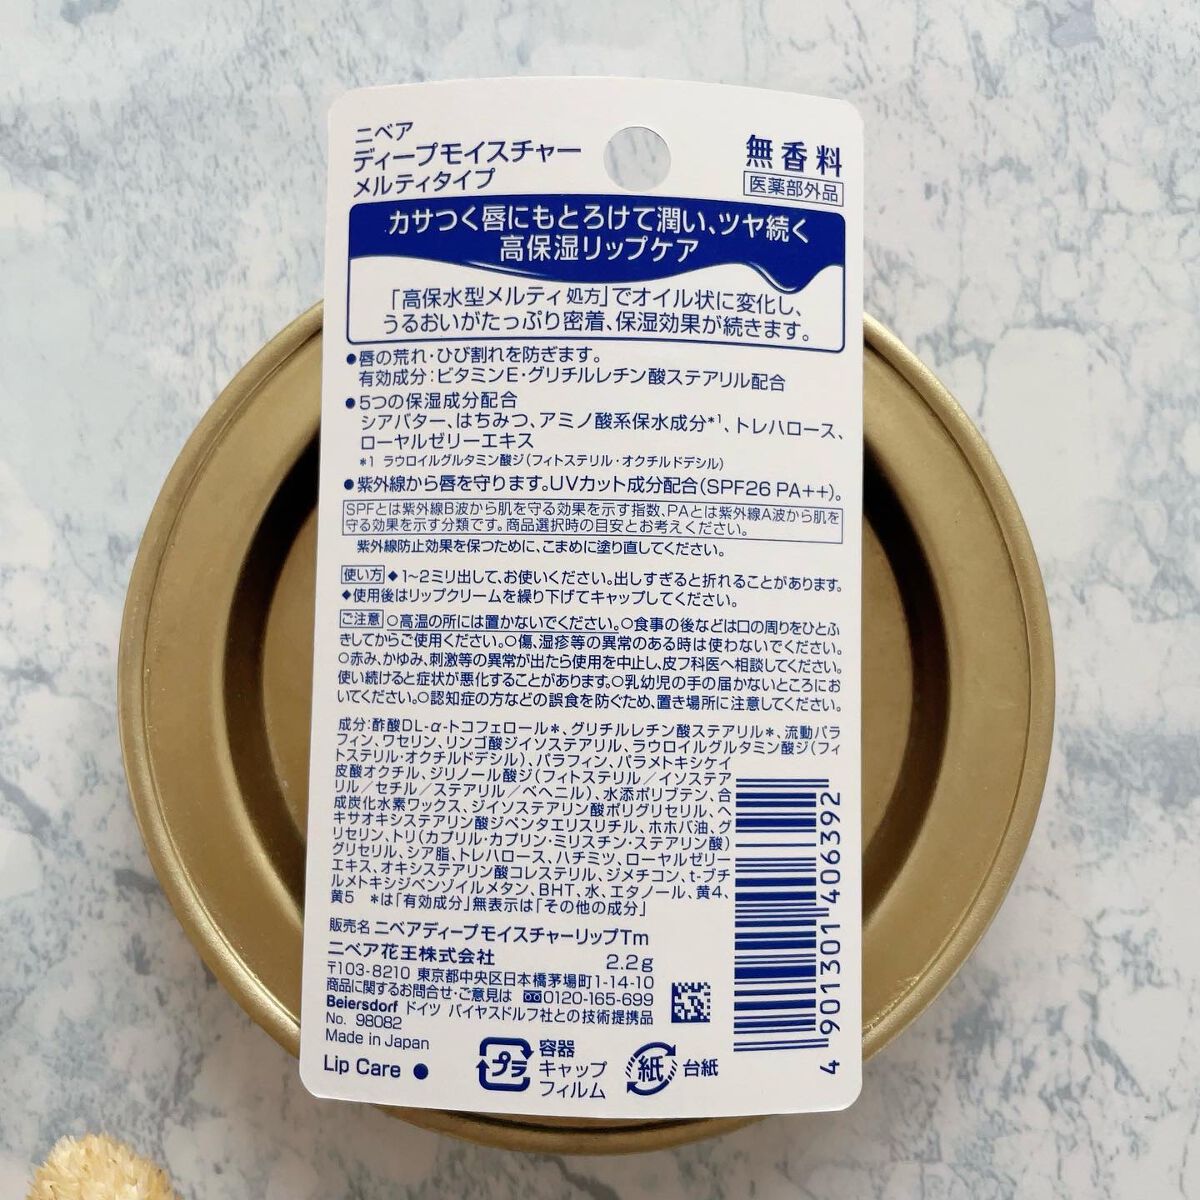 ニベア
ディープモイスチャー
メルティタイプ
無香料
医薬部外品
カサつく唇にもとろけて潤い、ツヤ続く
高保湿リップケア
「高保水型メルティ処方」でオイル状に変化し、
うるおいがたっぷり密着、保湿効果が続きます。
●唇の荒れ・ひび割れを防ぎます。
有効成分:ビタミンE・グリチルレチン酸ステアリル配合
●5つの保湿成分配合
シアバター、はちみつ、アミノ酸系保水成分*1、トレハロース、
ローヤルゼリーエキス
*1 ラウロイルグルタミン酸ジ(フィトステリル・オクチルドデシル)
●紫外線から唇を守ります。UVカット成分配合(SPF26 PA++)。
SPFとは紫外線B波から肌を守る効果を示す指数、PAとは紫外線A波から肌を
守る効果を示す分類です。商品選択時の目安とお考えください。
紫外線防止効果を保つために、こまめに塗り直してください。
使い方 ◆1~2ミリ出して、お使いください。出しすぎると折れることがあります。
◆使用後はリップクリームを繰り下げてキャップしてください。
ご注意 ○高温の所には置かないでください。○食事の後などは口の周りをひとふ
きしてからご使用ください。○傷、湿疹等の異常のある時は使わないでください。
○赤み、かゆみ、刺激等の異常が出たら使用を中止し、皮フ科医へ相談してください。
使い続けると症状が悪化することがあります。○乳幼児の手の届かないところにお
いてください。○認知症の方などの誤食を防ぐため、置き場所に注意してください。
成分:酢酸DL-α-トコフェロール*、グリチルレチン酸ステアリル*、流動パラ
フィン、ワセリン、リンゴ酸ジイソステアリル、ラウロイルグルタミン酸ジ(フィ
トステリル・オクチルドデシル)、パラフィン、パラメトキシケイ
皮酸オクチル、ジリノール酸ジ(フィトステリル/イソステア
リル/セチル/ステアリル/ベヘニル)、水添ポリブテン、合
成炭化水素ワックス、ジイソステアリン酸ポリグリセリル、ヘ
キサオキシステアリン酸ジペンタエリスリチル、ホホバ油、グ
リセリン、トリ(カプリル・カプリン・ミリスチン・ステアリン酸)
グリセリル、シア脂、トレハロース、ハチミツ、ローヤルゼリー
エキス、オキシステアリン酸コレステリル、ジメチコン、t-ブチ
ルメトキシジベンゾイルメタン、BHT、水、エタノール、黄4、
黄5 *は「有効成分」無表示は「その他の成分」
販売名 ニベアディープモイスチャーリップTm
ニベア花王株式会社 2.2g
〒103-8210 東京都中央区日本橋茅場町1-14-10
商品に関するお問合せ・ご意見は 0120-165-699
Beiersdorf ドイツ バイヤスドルフ社との技術提携品
No. 98082
Made in Japan
Lip Care ●
プラ
容器
キャップ
フィルム
紙
台紙
4 901301 406392